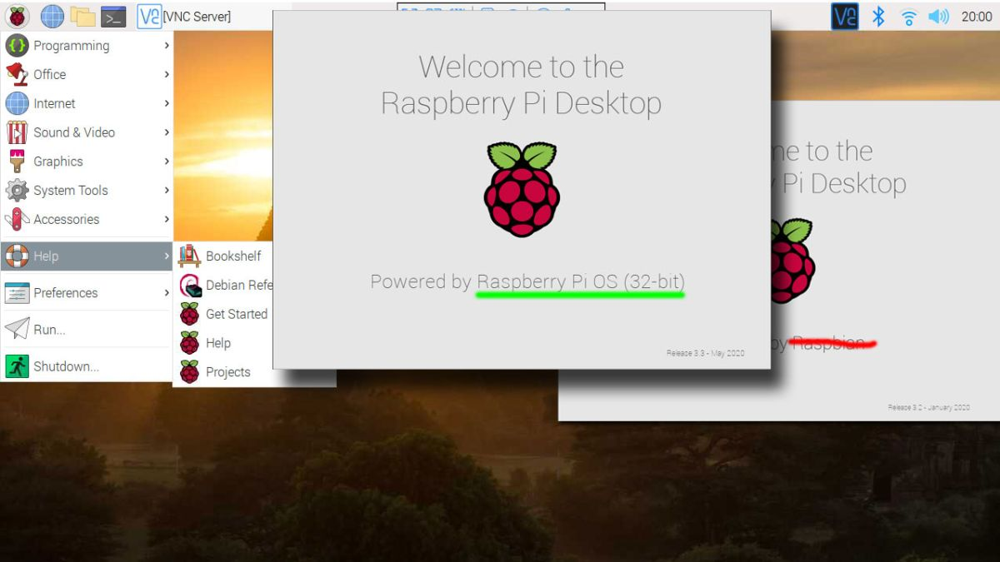 [VNC Server]
20:00
Programming
Office
Internet
Sound & Video
Graphics
System Tools
Accessories
Help
Preferences
Run...
Shutdown...
Bookshelf
Debian Refe
Get Started
Help
Projects
Welcome to the
Raspberry Pi Desktop
Powered by Raspberry Pi OS (32-bit)
Release 3.3 - May 2020
me to the
Pi Desktop
by Raspbian
Release 3.2 - January 2020